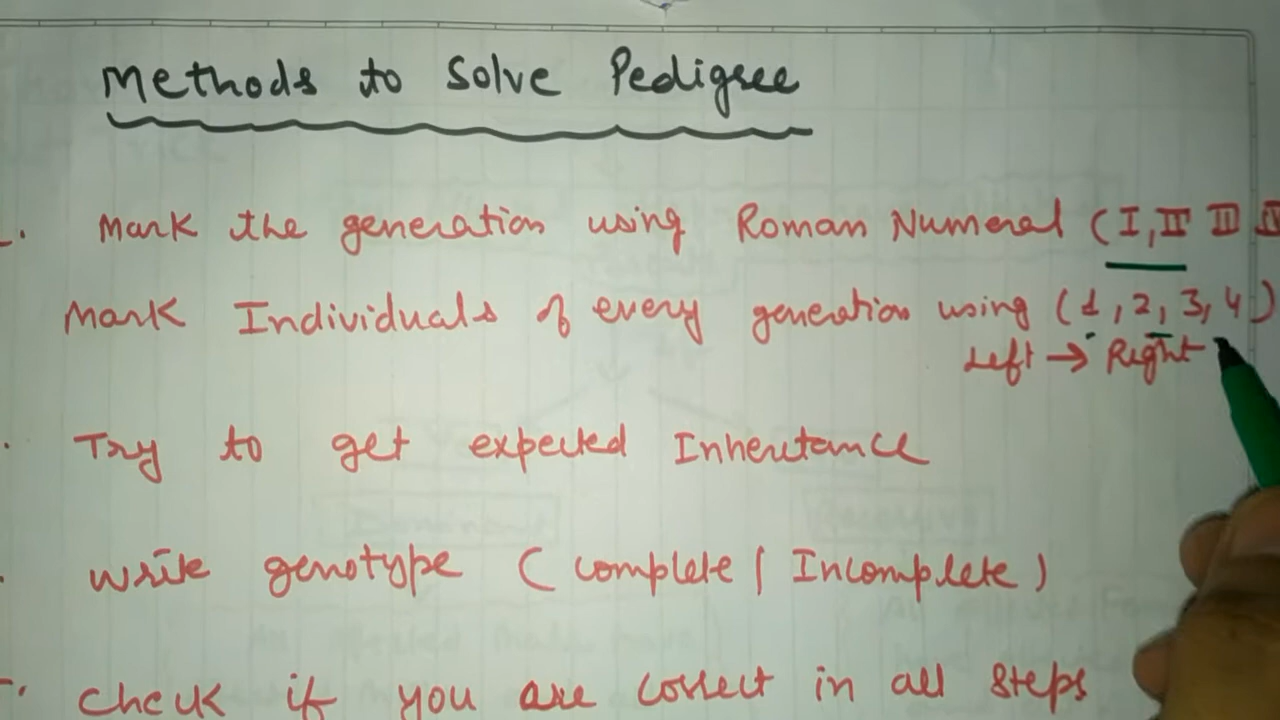 Methods to Solve Pedigree
Mark the generation using Roman Numeral (I, II III IV
Mark Individuals of every generation using (1, 2, 3, 4)
Left → Right
Try to get expected Inheritance
Write genotype (complete / Incomplete)
Check if you are correct in all steps